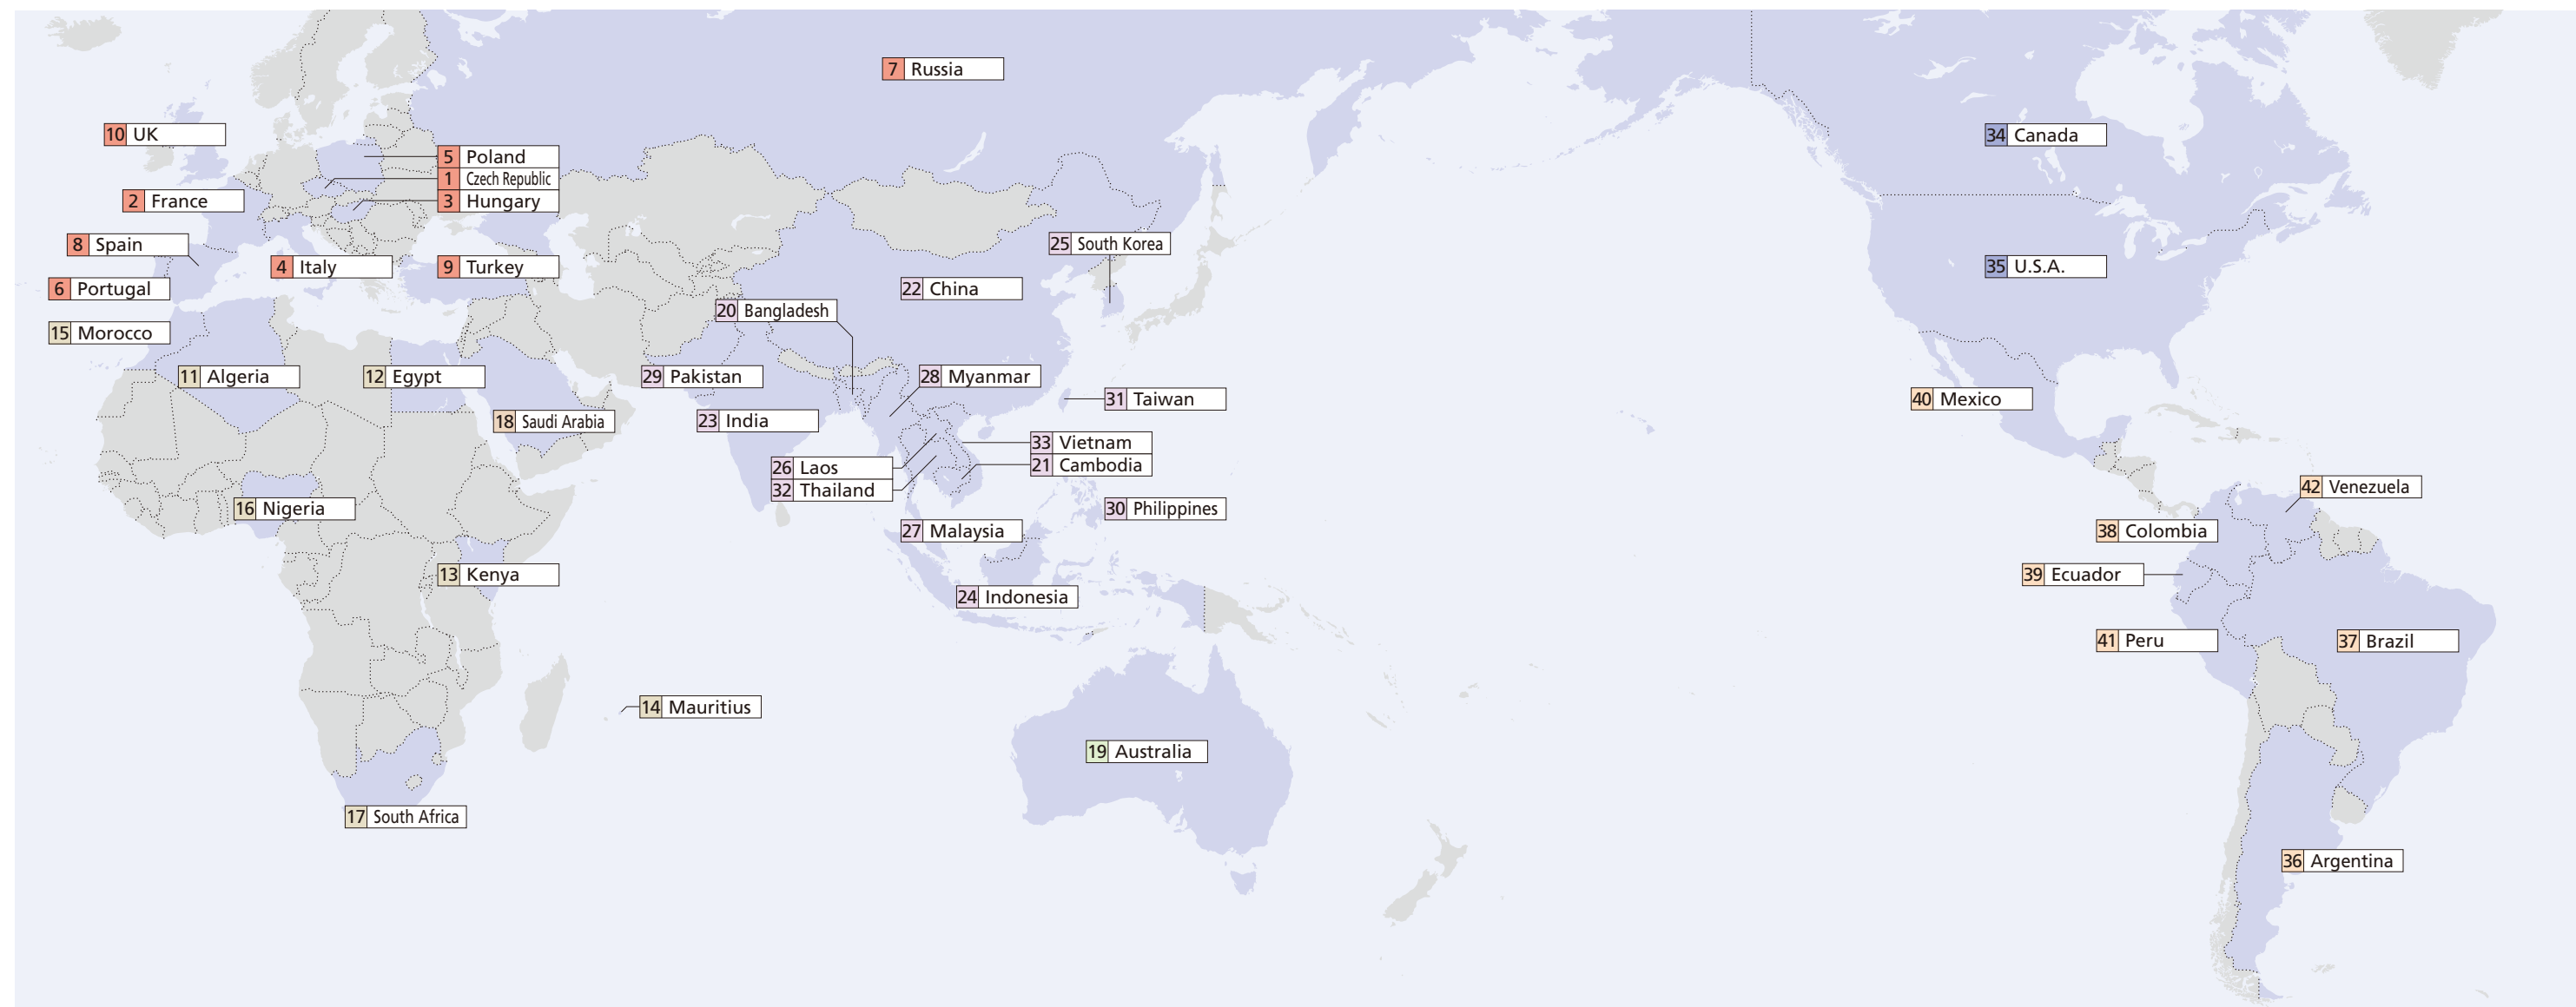 7 Russia
10 UK
34 Canada
5 Poland
1 Czech Republic
2 France
3 Hungary
8 Spain
25 South Korea
4 Italy
9 Turkey
35 U.S.A.
6 Portugal
22 China
20 Bangladesh
15 Morocco
11 Algeria
12 Egypt
29 Pakistan
28 Myanmar
31 Taiwan
40 Mexico
18 Saudi Arabia
23 India
33 Vietnam
26 Laos
21 Cambodia
32 Thailand
42 Venezuela
16 Nigeria
30 Philippines
27 Malaysia
38 Colombia
13 Kenya
39 Ecuador
24 Indonesia
41 Peru
37 Brazil
14 Mauritius
19 Australia
17 South Africa
36 Argentina